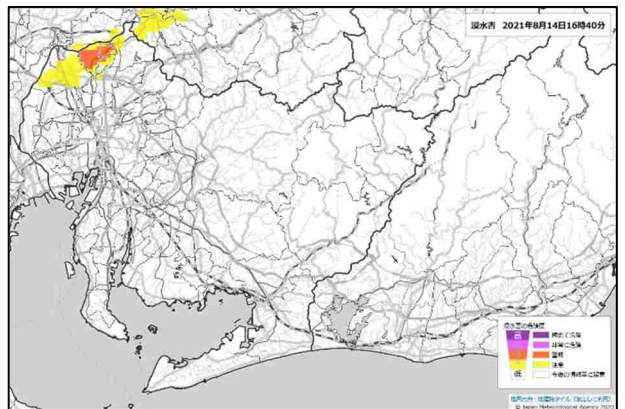 浸水害 2021年8月14日16時40分
浸水害の危険度
高
極めて危険
非常に危険
警戒
注意
低
今後の情報等に留意
地図出典：地理院タイル（加工して利用）
© Japan Meteorological Agency 2020